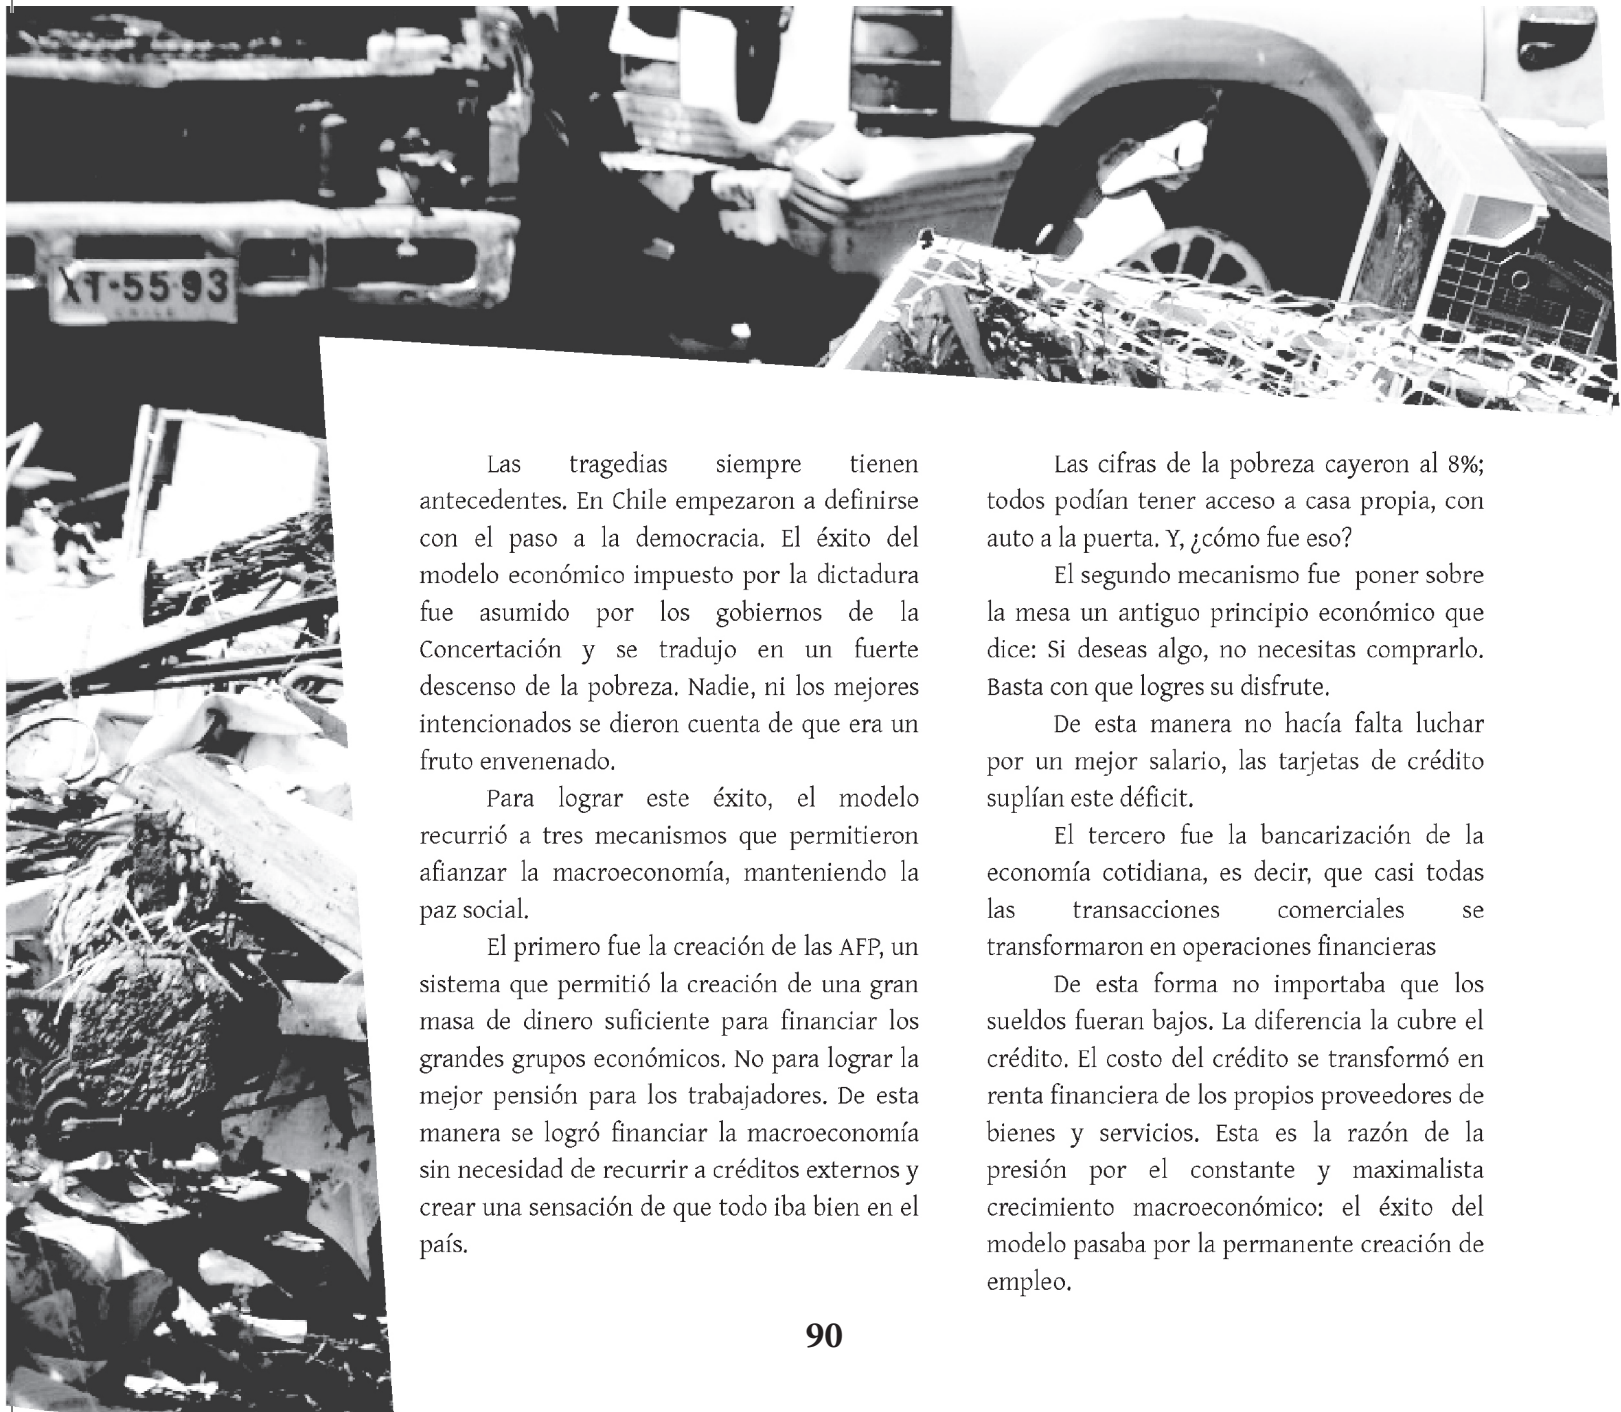 XT·5593
CHILE
Las tragedias siempre tienen
antecedentes. En Chile empezaron a definirse
con el paso a la democracia. El éxito del
modelo económico impuesto por la dictadura
fue asumido por los gobiernos de la
Concertación y se tradujo en un fuerte
descenso de la pobreza. Nadie, ni los mejores
intencionados se dieron cuenta de que era un
fruto envenenado.
Para lograr este éxito, el modelo
recurrió a tres mecanismos que permitieron
afianzar la macroeconomía, manteniendo la
paz social.
El primero fue la creación de las AFP, un
sistema que permitió la creación de una gran
masa de dinero suficiente para financiar los
grandes grupos económicos. No para lograr la
mejor pensión para los trabajadores. De esta
manera se logró financiar la macroeconomía
sin necesidad de recurrir a créditos externos y
crear una sensación de que todo iba bien en el
país.
Las cifras de la pobreza cayeron al 8%;
todos podían tener acceso a casa propia, con
auto a la puerta. Y, ¿cómo fue eso?
El segundo mecanismo fue poner sobre
la mesa un antiguo principio económico que
dice: Si deseas algo, no necesitas comprarlo.
Basta con que logres su disfrute.
De esta manera no hacía falta luchar
por un mejor salario, las tarjetas de crédito
suplían este déficit.
El tercero fue la bancarización de la
economía cotidiana, es decir, que casi todas
las transacciones comerciales se
transformaron en operaciones financieras
De esta forma no importaba que los
sueldos fueran bajos. La diferencia la cubre el
crédito. El costo del crédito se transformó en
renta financiera de los propios proveedores de
bienes y servicios. Esta es la razón de la
presión por el constante y maximalista
crecimiento macroeconómico: el éxito del
modelo pasaba por la permanente creación de
empleo.
90